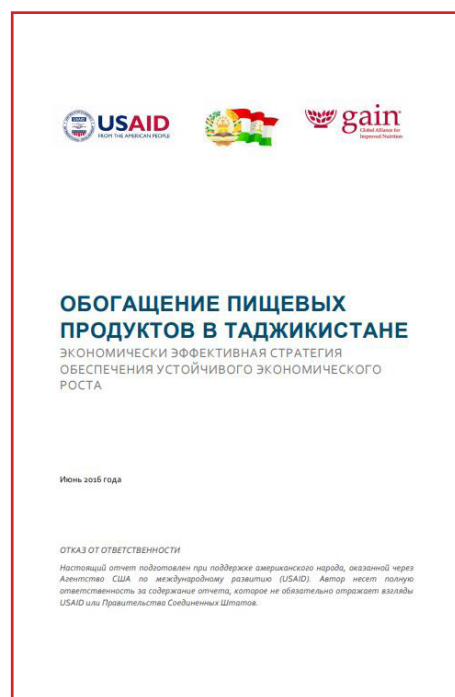 USAID
FROM THE AMERICAN PEOPLE
gain
Global Alliance for
Improved Nutrition
ОБОГАЩЕНИЕ ПИЩЕВЫХ
ПРОДУКТОВ В ТАДЖИКИСТАНЕ
ЭКОНОМИЧЕСКИ ЭФФЕКТИВНАЯ СТРАТЕГИЯ
ОБЕСПЕЧЕНИЯ УСТОЙЧИВОГО ЭКОНОМИЧЕСКОГО
РОСТА
Июнь 2016 года
ОТКАЗ ОТ ОТВЕТСТВЕННОСТИ
Настоящий отчет подготовлен при поддержке американского народа, оказанной через
Агентство США по международному развитию (USAID). Автор несет полную
ответственность за содержание отчета, которое не обязательно отражает взгляды
USAID или Правительства Соединенных Штатов.